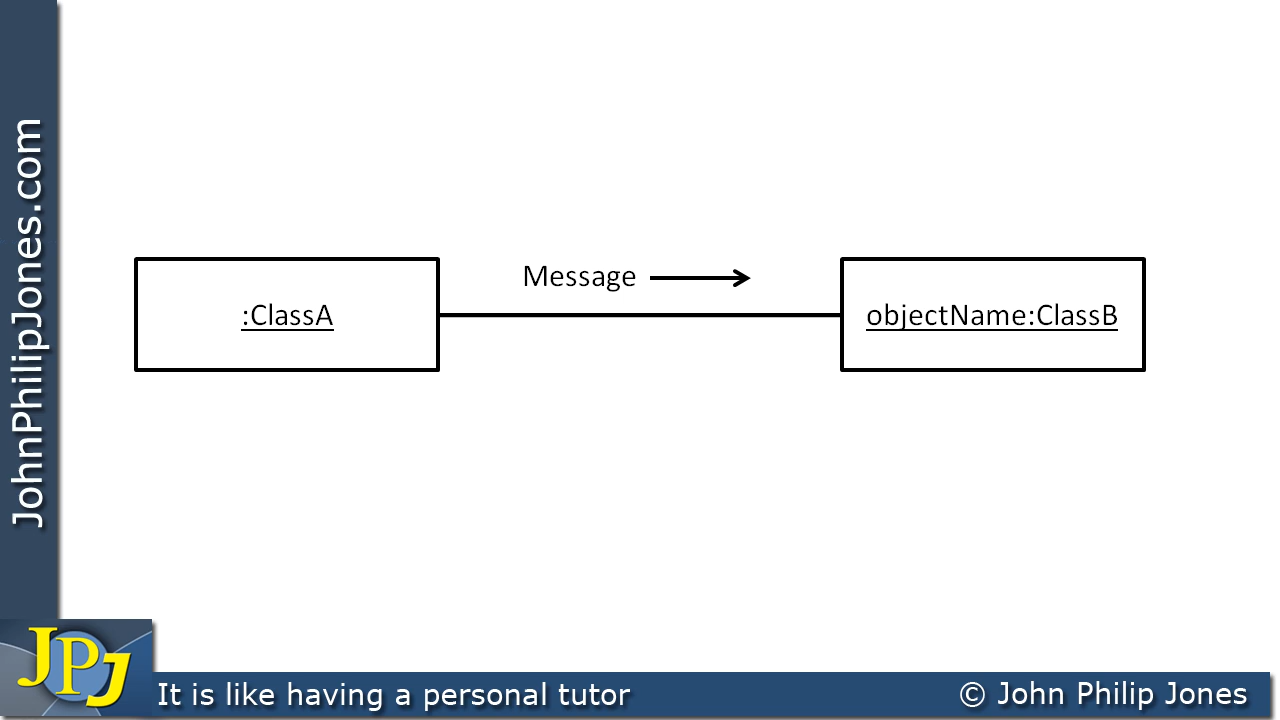 JohnPhilipJones.com
Message
:ClassA
objectName:ClassB
JPJ
It is like having a personal tutor
© John Philip Jones